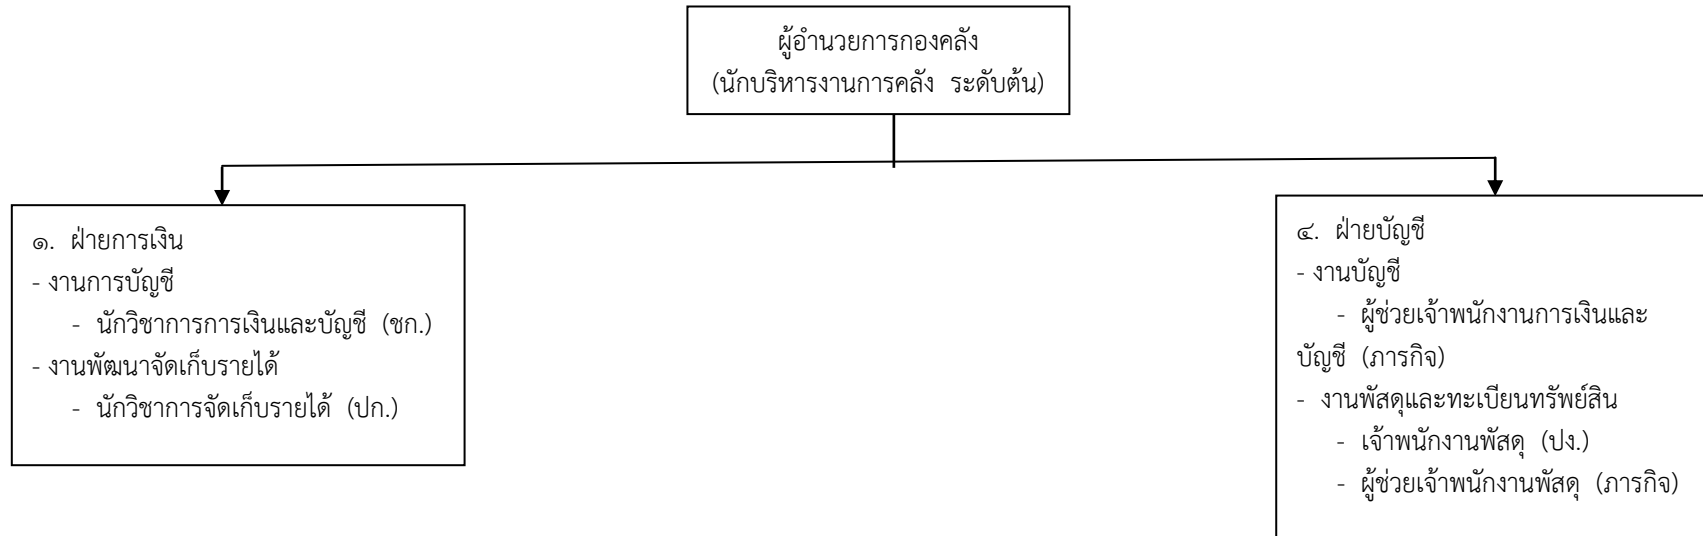 ผู้อำนวยการกองคลัง
(นักบริหารงานการคลัง ระดับต้น)
๑. ฝ่ายการเงิน
- งานการบัญชี
- นักวิชาการการเงินและบัญชี (ชก.)
- งานพัฒนาจัดเก็บรายได้
- นักวิชาการจัดเก็บรายได้ (ปก.)
๔. ฝ่ายบัญชี
- งานบัญชี
- ผู้ช่วยเจ้าพนักงานการเงินและ
บัญชี (ภารกิจ)
- งานพัสดุและทะเบียนทรัพย์สิน
- เจ้าพนักงานพัสดุ (ปง.)
- ผู้ช่วยเจ้าพนักงานพัสดุ (ภารกิจ)